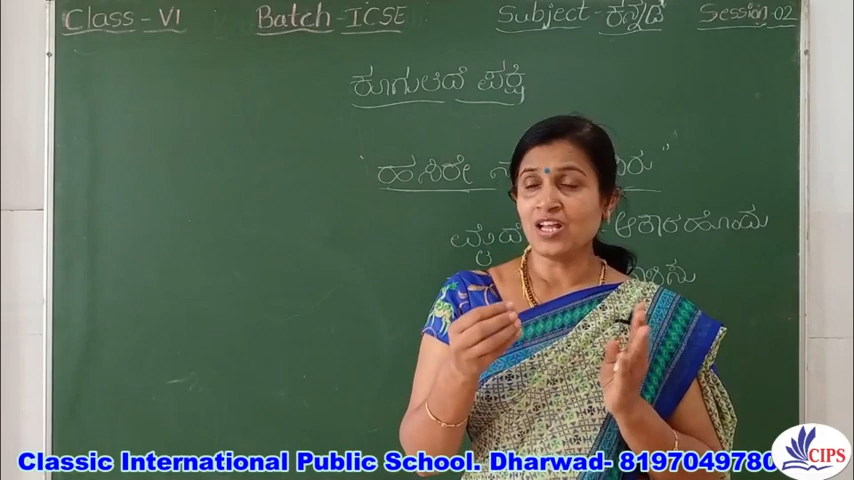 Class - VI Batch - ICSE Subject - ಕನ್ನಡ Session - 02
ಕೂಗುತಿದೆ ಪಕ್ಷಿ
ಹಸಿರೇ
ಆಕಾರಹೊಂದು
Classic International Public School. Dharwad-8197049780
CIPS